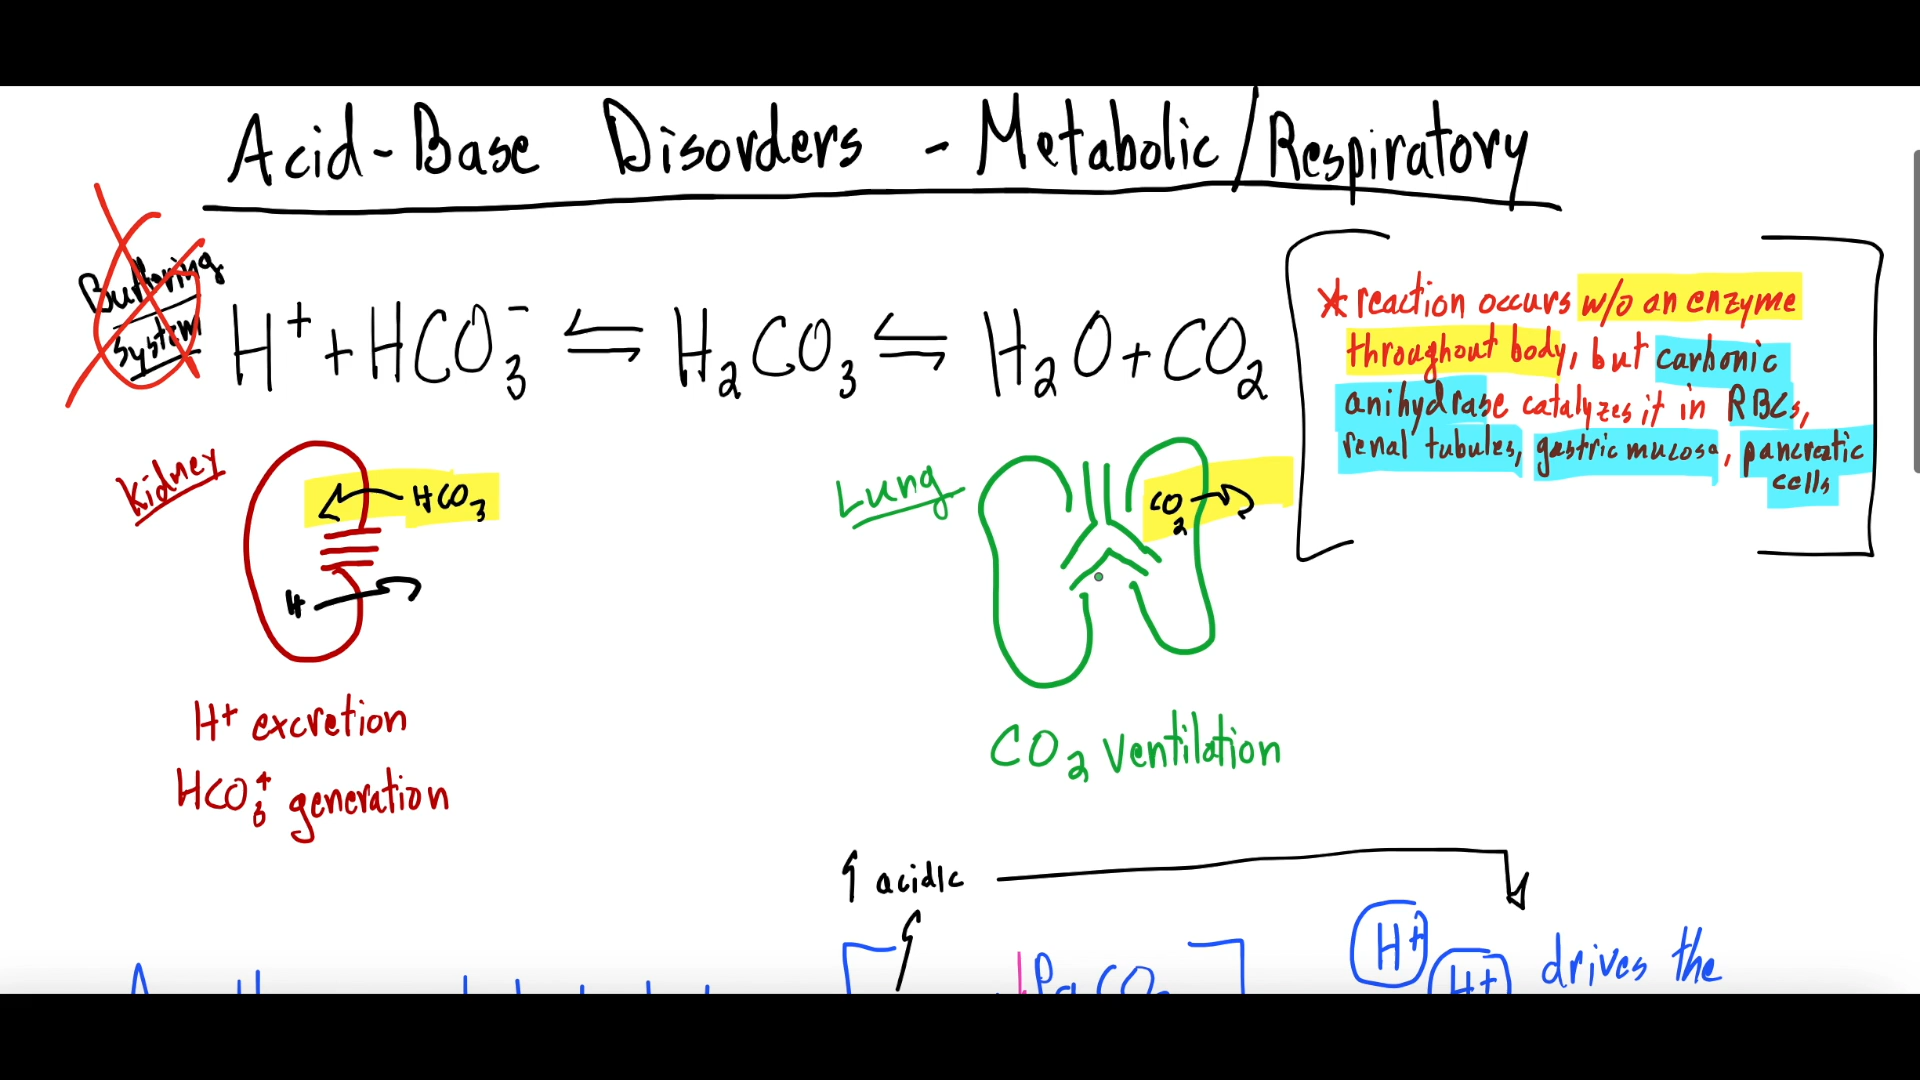 Acid-Base Disorders - Metabolic/Respiratory
Buffering
System
H⁺ + HCO₃⁻ ⇌ H₂CO₃ ⇌ H₂O + CO₂
* reaction occurs w/o an enzyme
throughout body, but carbonic
anihydrase catalyzes it in RBCs,
renal tubules, gastric mucosa, pancreatic
cells
Kidney
HCO₃
H
Lung
CO₂
H+ excretion
HCO₃⁺ generation
CO₂ ventilation
↑ acidic
H+
H+
drives the
PaCO₂